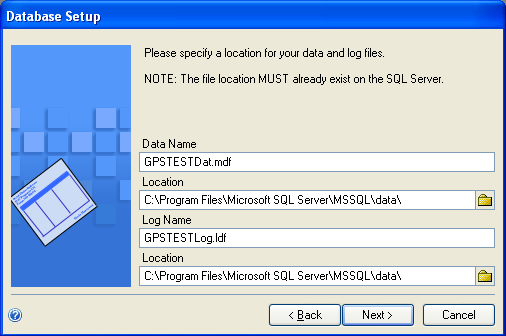 Database Setup
Please specify a location for your data and log files.
NOTE: The file location MUST already exist on the SQL Server.
Data Name
GPSTESTDat.mdf
Location
C:\Program Files\Microsoft SQL Server\MSSQL\data\
Log Name
GPSTESTLog.ldf
Location
C:\Program Files\Microsoft SQL Server\MSSQL\data\
?
< Back
Next >
Cancel